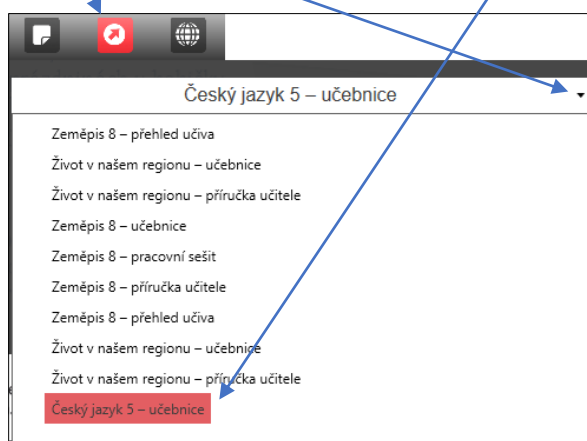 Český jazyk 5 – učebnice
Zeměpis 8 – přehled učiva
Život v našem regionu – učebnice
Život v našem regionu – příručka učitele
Zeměpis 8 – učebnice
Zeměpis 8 – pracovní sešit
Zeměpis 8 – příručka učitele
Zeměpis 8 – přehled učiva
Život v našem regionu – učebnice
Život v našem regionu – příručka učitele
Český jazyk 5 – učebnice